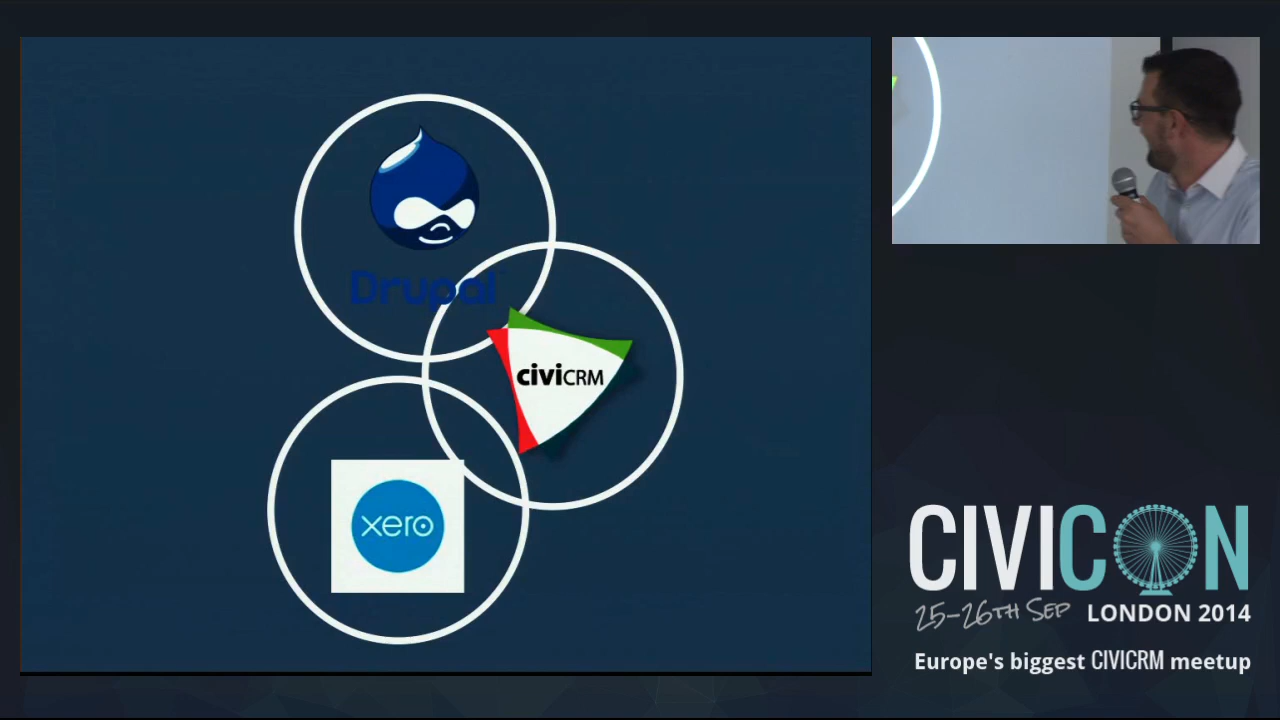 Drupal
civiCRM
xero
CIVICON
25-26TH SEP LONDON 2014
Europe's biggest CIVICRM meetup